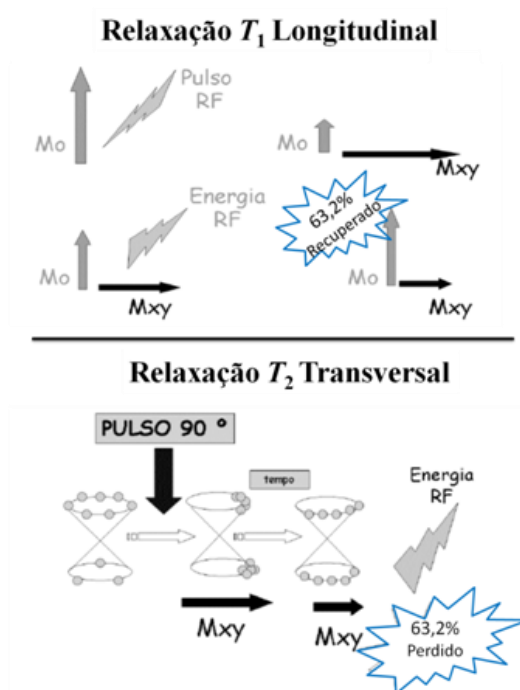 Relaxação T₁ Longitudinal
Pulso
RF
Mo
Mo
Mxy
Energia
RF
Mo
Mxy
63,2%
Recuperado
Mo
Mxy
Relaxação T₂ Transversal
PULSO 90 º
tempo
Energia
RF
Mxy
Mxy
63,2%
Perdido